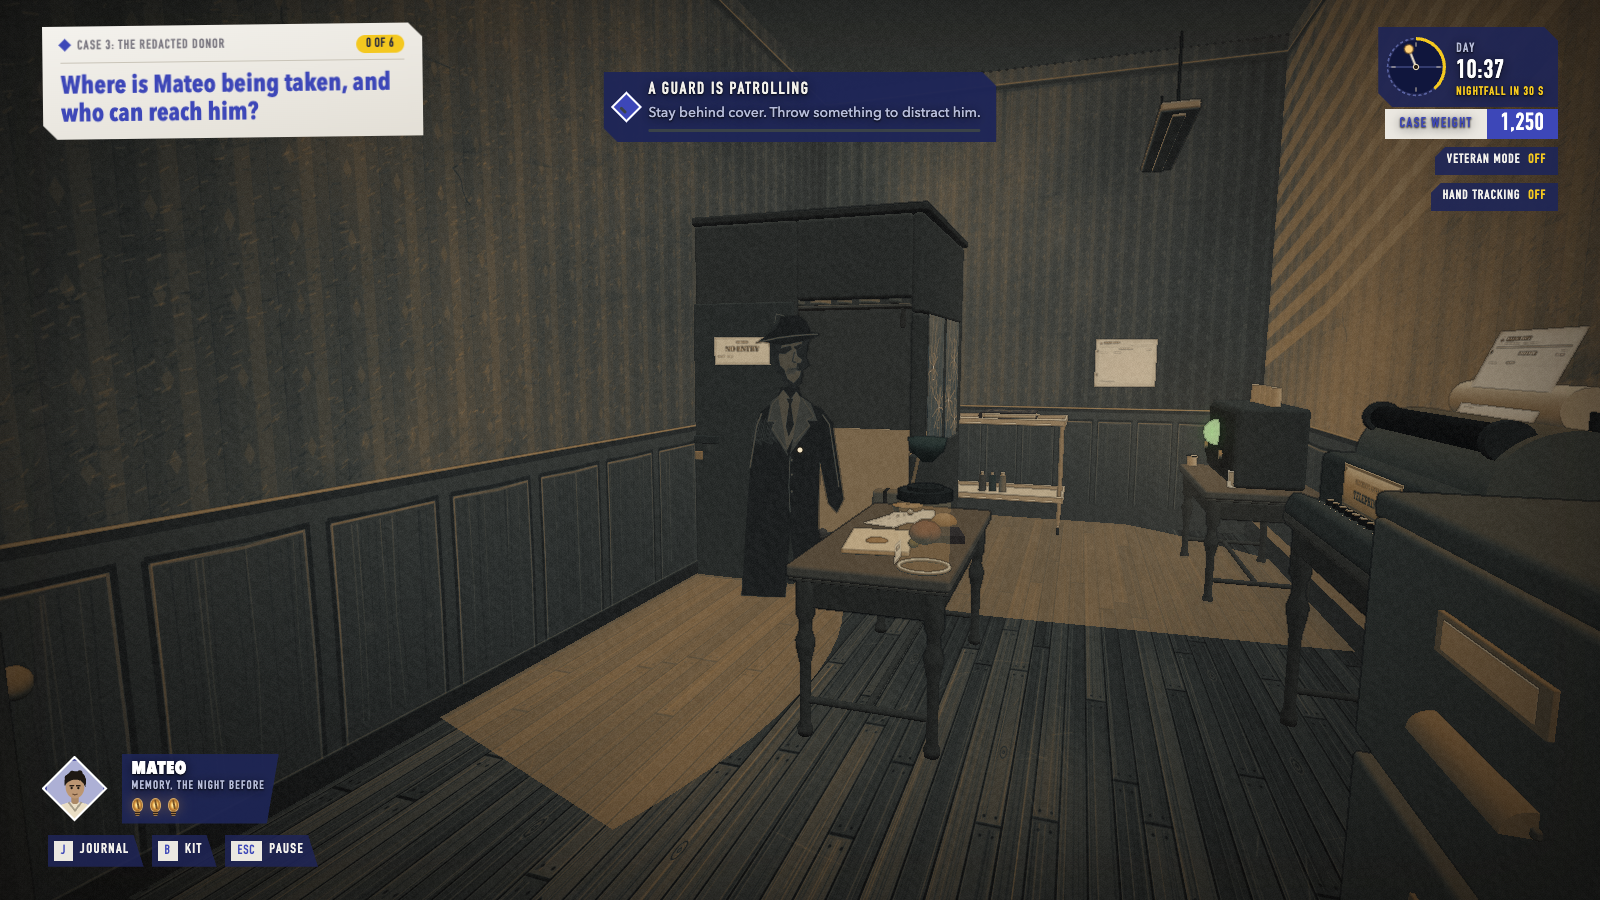 CASE 3: THE REDACTED DONOR
0 OF 6
Where is Mateo being taken, and
who can reach him?
A GUARD IS PATROLLING
Stay behind cover. Throw something to distract him.
DAY
10:37
NIGHTFALL IN 30 S
CASE WEIGHT
1,250
VETERAN MODE OFF
HAND TRACKING OFF
NO ENTRY
MATEO
MEMORY, THE NIGHT BEFORE
J JOURNAL
B KIT
ESC PAUSE